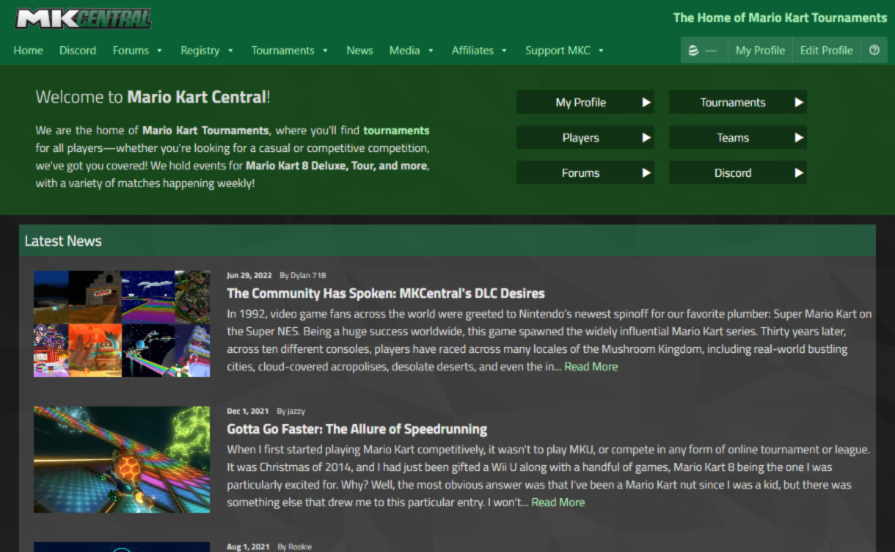 MKCENTRAL
The Home of Mario Kart Tournaments
Home Discord Forums Registry Tournaments News Media Affiliates Support MKC — My Profile Edit Profile
Welcome to Mario Kart Central!
We are the home of Mario Kart Tournaments, where you'll find tournaments
for all players—whether you're looking for a casual or competitive competition,
we've got you covered! We hold events for Mario Kart 8 Deluxe, Tour, and more,
with a variety of matches happening weekly!
My Profile
Tournaments
Players
Teams
Forums
Discord
Latest News
Jun 29, 2022 By Dylan 718
The Community Has Spoken: MKCentral's DLC Desires
In 1992, video game fans across the world were greeted to Nintendo's newest spinoff for our favorite plumber: Super Mario Kart on
the Super NES. Being a huge success worldwide, this game spawned the widely influential Mario Kart series. Thirty years later,
across ten different consoles, players have raced across many locales of the Mushroom Kingdom, including real-world bustling
cities, cloud-covered acropolises, desolate deserts, and even the in... Read More
Dec 1, 2021 By jazzy
Gotta Go Faster: The Allure of Speedrunning
When I first started playing Mario Kart competitively, it wasn't to play MKU, or compete in any form of online tournament or league.
It was Christmas of 2014, and I had just been gifted a Wii U along with a handful of games, Mario Kart 8 being the one I was
particularly excited for. Why? Well, the most obvious answer was that I've been a Mario Kart nut since I was a kid, but there was
something else that drew me to this particular entry. I won't... Read More
Aug 1, 2021 By Rookie